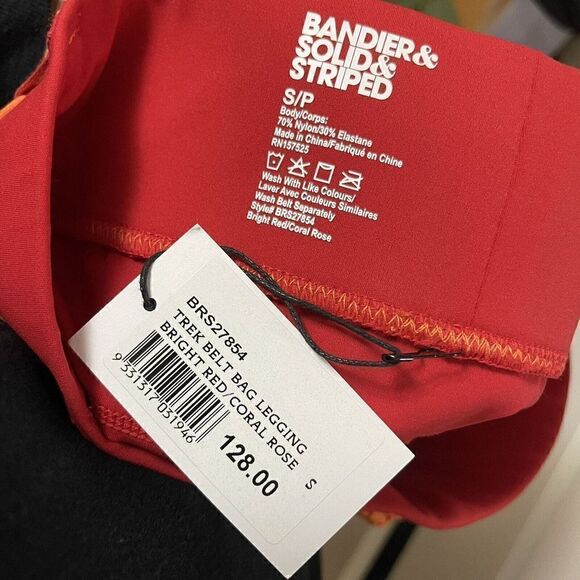 BANDIER&
SOLID&
STRIPED
S/P
Body/Corps:
70% Nylon/30% Elastane
Made in China/Fabriqué en Chine
RN157525
Wash With Like Colours/
Laver Avec Couleurs Similaires
Wash Belt Separately
Style# BRS27854
Bright Red/Coral Rose
BRS27854
TREK BELT BAG LEGGING
BRIGHT RED/CORAL ROSE S
9331317031946
128.00